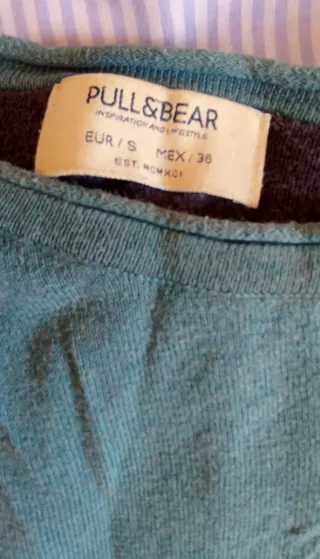 PULL&BEAR
INSPIRATION AND LIFESTYLE
EUR / S MEX / 36
EST. MCMXCI